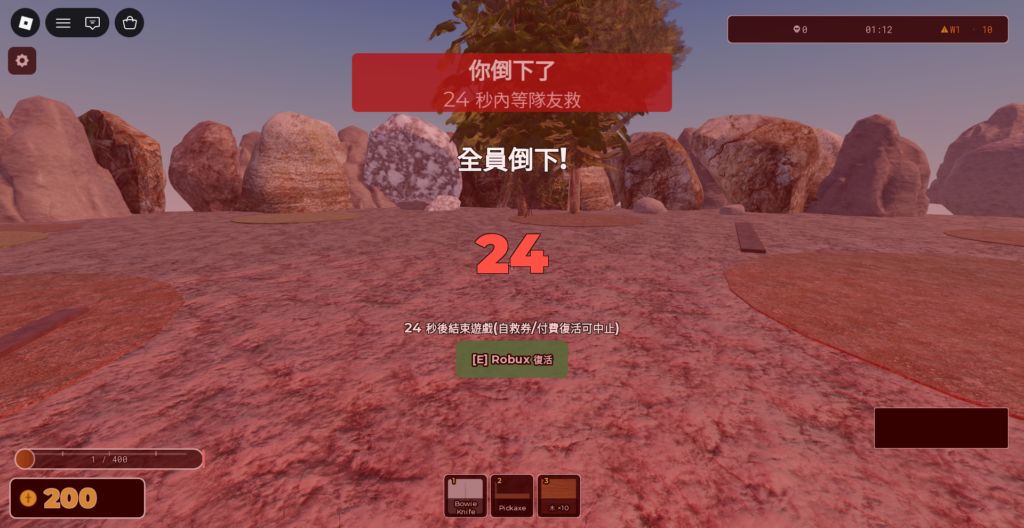 0 01:12 W1 · 10
你倒下了
24 秒內等隊友救
全員倒下!
24
24 秒後結束遊戲(自救券/付費復活可中止)
[E] Robux 復活
1 / 400
200
1 2 3
Bowie Knife
Pickaxe
木 ×10